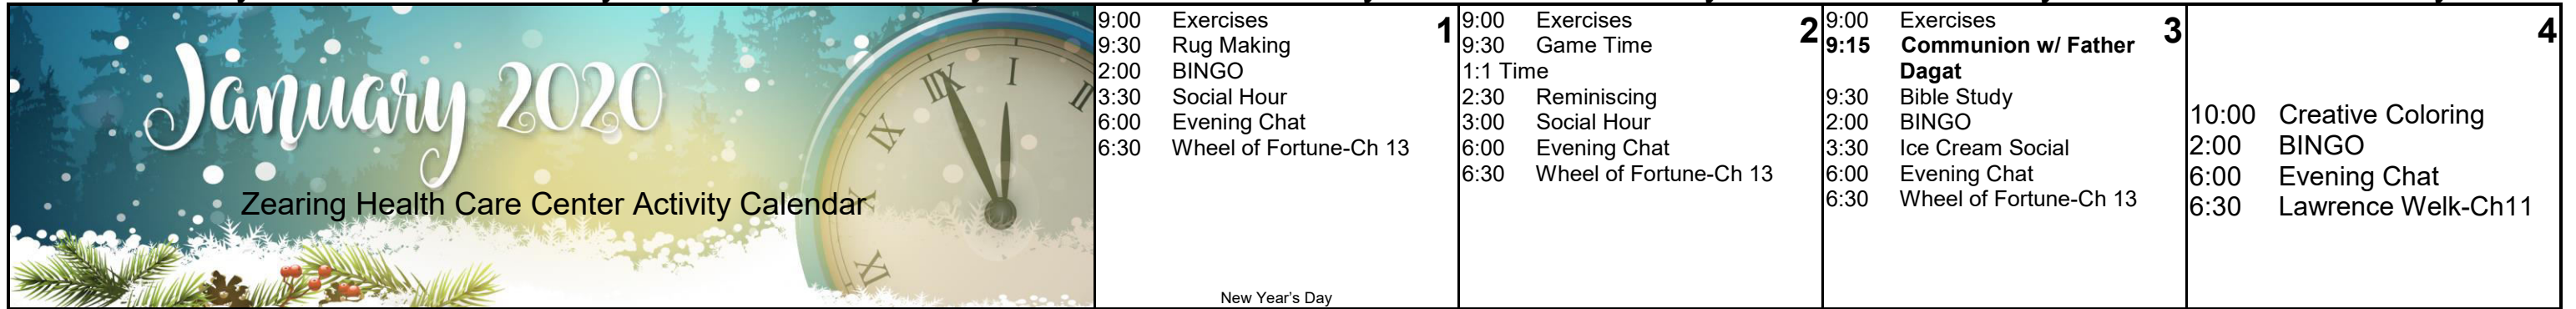 January 2020
Zearing Health Care Center Activity Calendar
1
9:00 Exercises
9:30 Rug Making
2:00 BINGO
3:30 Social Hour
6:00 Evening Chat
6:30 Wheel of Fortune-Ch 13
New Year's Day
2
9:00 Exercises
9:30 Game Time
1:1 Time
2:30 Reminiscing
3:00 Social Hour
6:00 Evening Chat
6:30 Wheel of Fortune-Ch 13
3
9:00 Exercises
9:15 Communion w/ Father
Dagat
9:30 Bible Study
2:00 BINGO
3:30 Ice Cream Social
6:00 Evening Chat
6:30 Wheel of Fortune-Ch 13
4
10:00 Creative Coloring
2:00 BINGO
6:00 Evening Chat
6:30 Lawrence Welk-Ch11